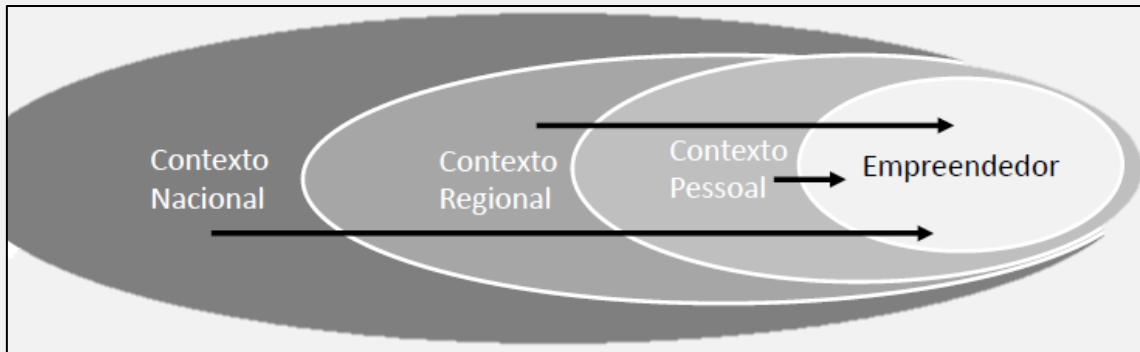 Contexto
Nacional
Contexto
Regional
Contexto
Pessoal
Empreendedor